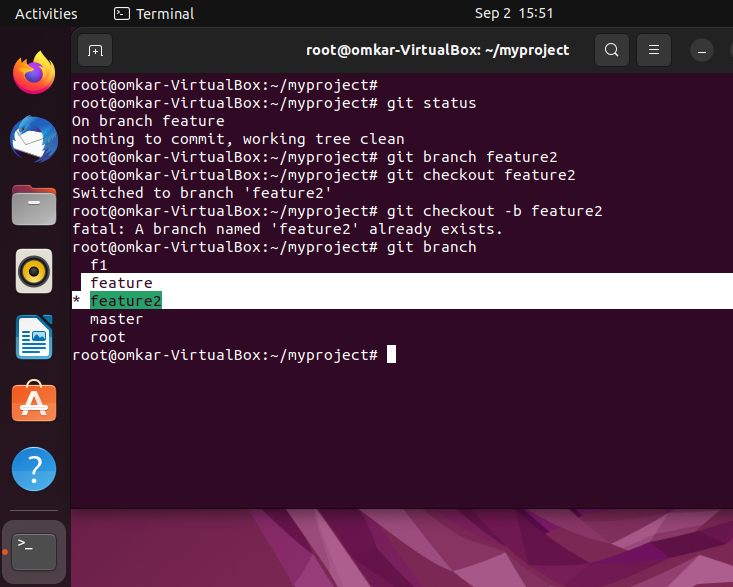 Activities Terminal Sep 2 15:51
root@omkar-VirtualBox: ~/myproject
root@omkar-VirtualBox:~/myproject#
root@omkar-VirtualBox:~/myproject# git status
On branch feature
nothing to commit, working tree clean
root@omkar-VirtualBox:~/myproject# git branch feature2
root@omkar-VirtualBox:~/myproject# git checkout feature2
Switched to branch 'feature2'
root@omkar-VirtualBox:~/myproject# git checkout -b feature2
fatal: A branch named 'feature2' already exists.
root@omkar-VirtualBox:~/myproject# git branch
  f1
  feature
* feature2
  master
  root
root@omkar-VirtualBox:~/myproject#